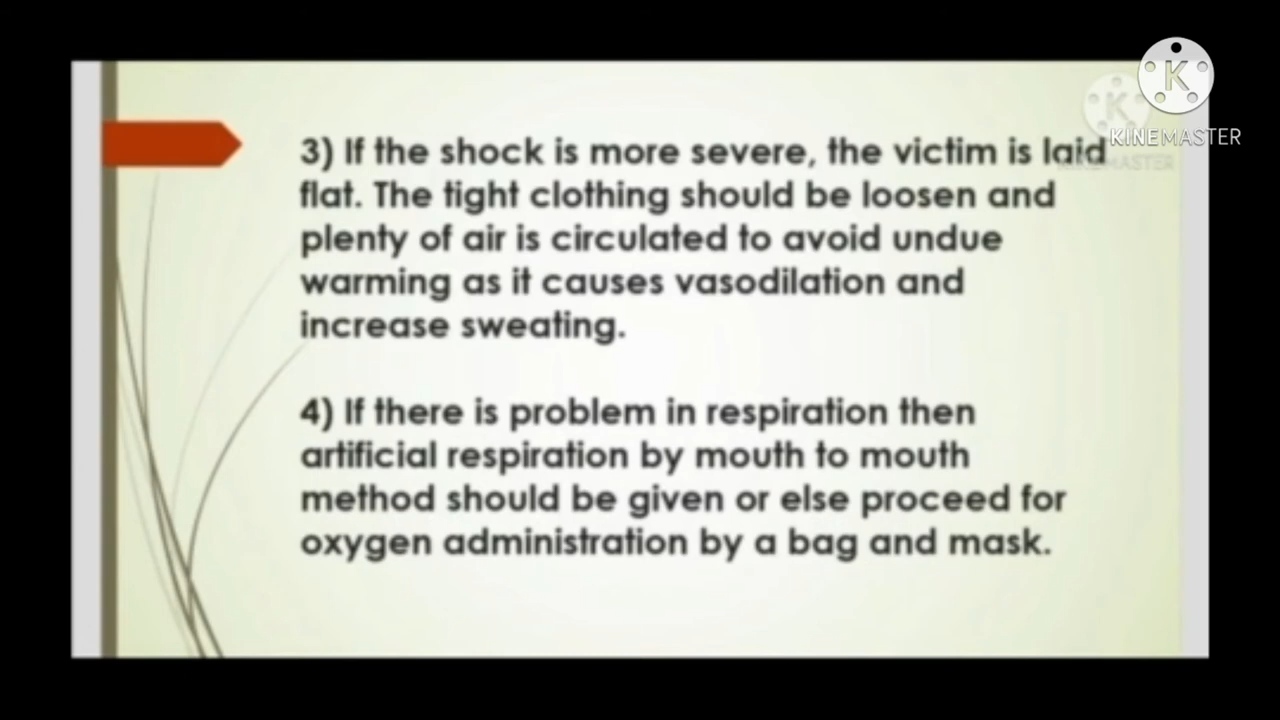 KINEMASTER
KINEMASTER
3) If the shock is more severe, the victim is laid
flat. The tight clothing should be loosen and
plenty of air is circulated to avoid undue
warming as it causes vasodilation and
increase sweating.
4) If there is problem in respiration then
artificial respiration by mouth to mouth
method should be given or else proceed for
oxygen administration by a bag and mask.